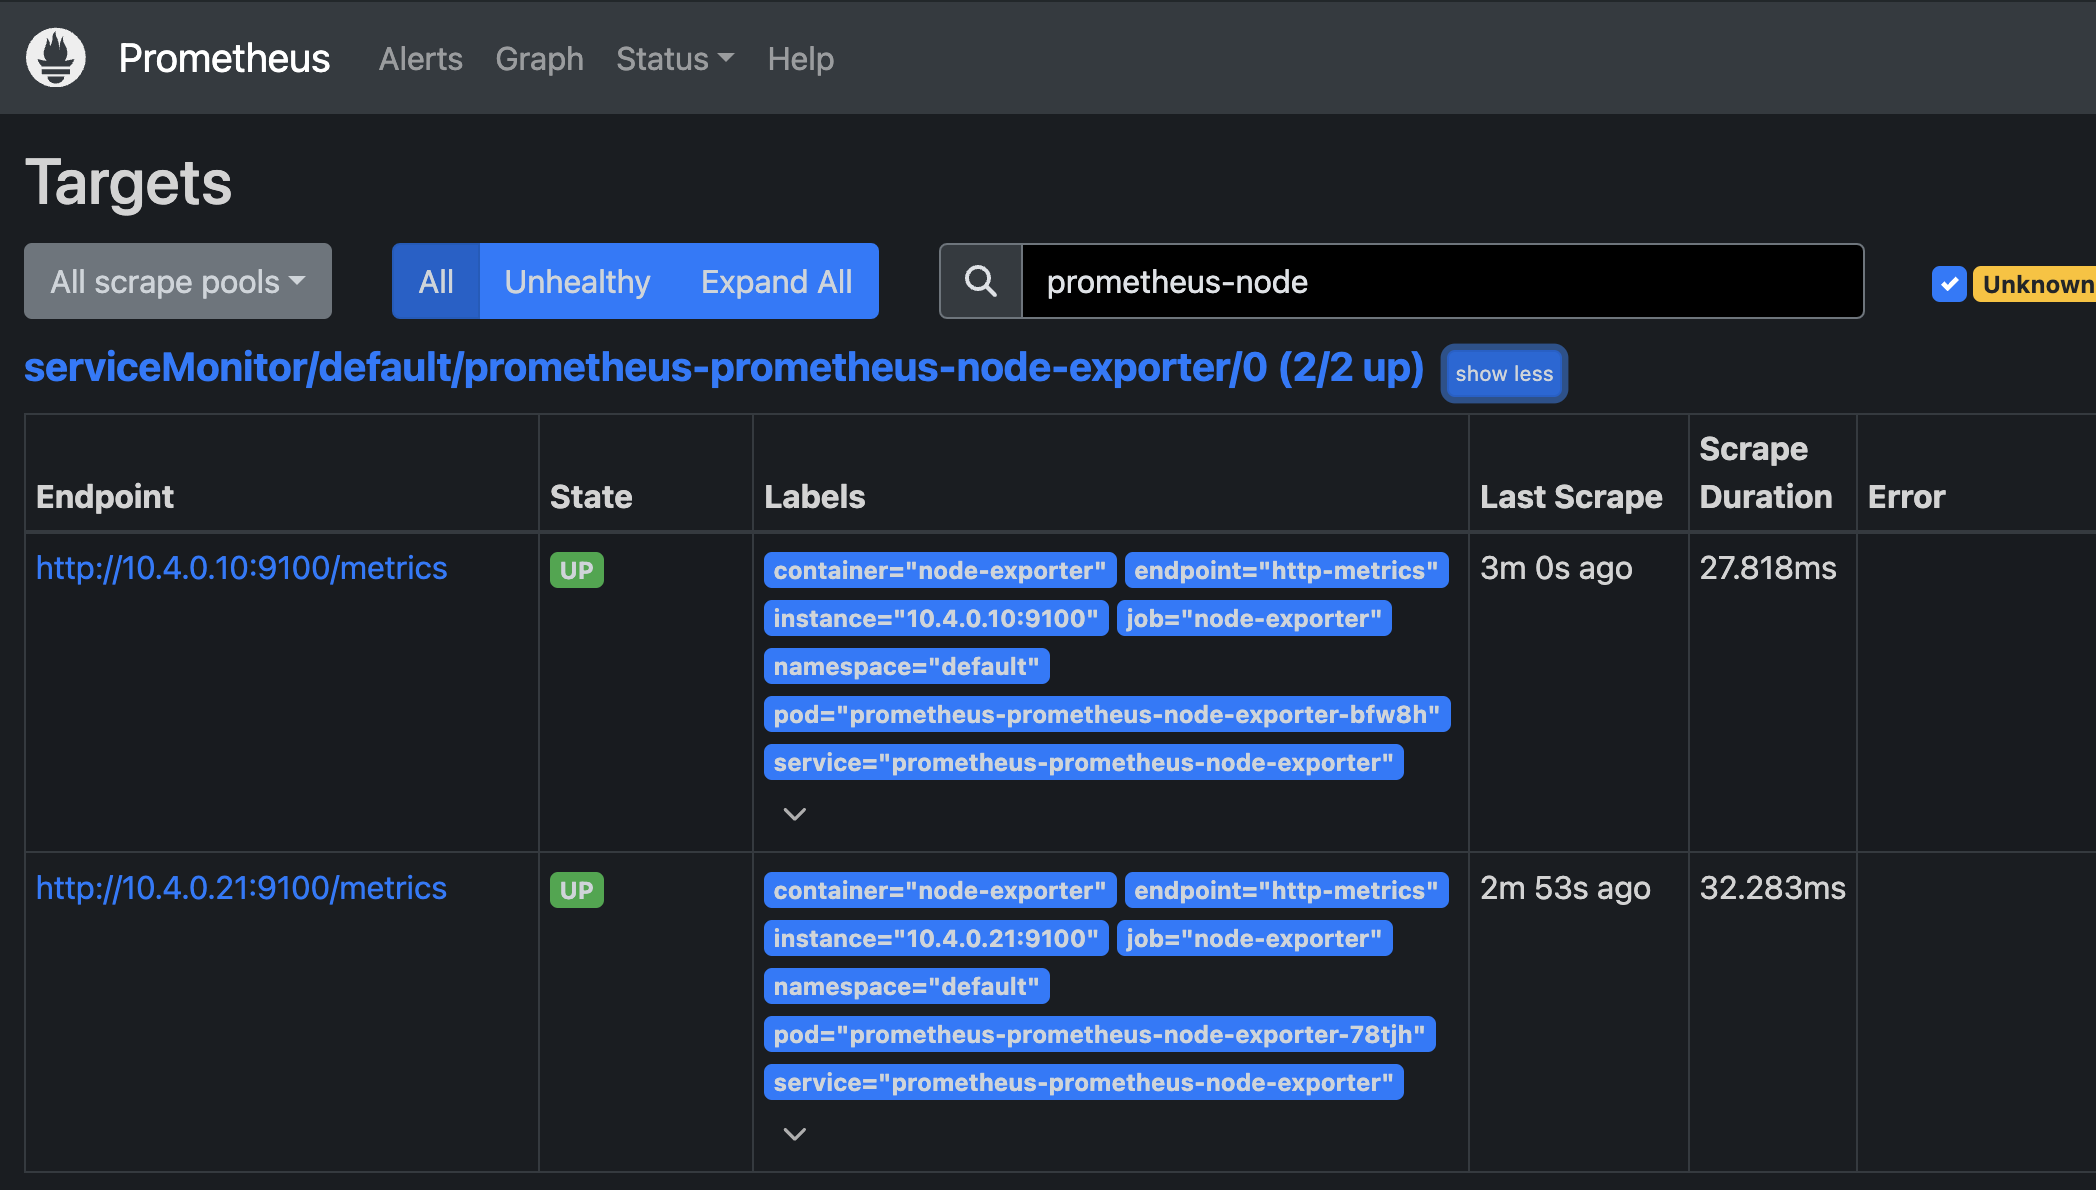 Prometheus Alerts Graph Status Help
Targets
All scrape pools All Unhealthy Expand All prometheus-node Unknown
serviceMonitor/default/prometheus-prometheus-node-exporter/0 (2/2 up) show less
Endpoint State Labels Last Scrape Scrape Duration Error
http://10.4.0.10:9100/metrics UP container="node-exporter" endpoint="http-metrics" 3m 0s ago 27.818ms
instance="10.4.0.10:9100" job="node-exporter"
namespace="default"
pod="prometheus-prometheus-node-exporter-bfw8h"
service="prometheus-prometheus-node-exporter"
http://10.4.0.21:9100/metrics UP container="node-exporter" endpoint="http-metrics" 2m 53s ago 32.283ms
instance="10.4.0.21:9100" job="node-exporter"
namespace="default"
pod="prometheus-prometheus-node-exporter-78tjh"
service="prometheus-prometheus-node-exporter"